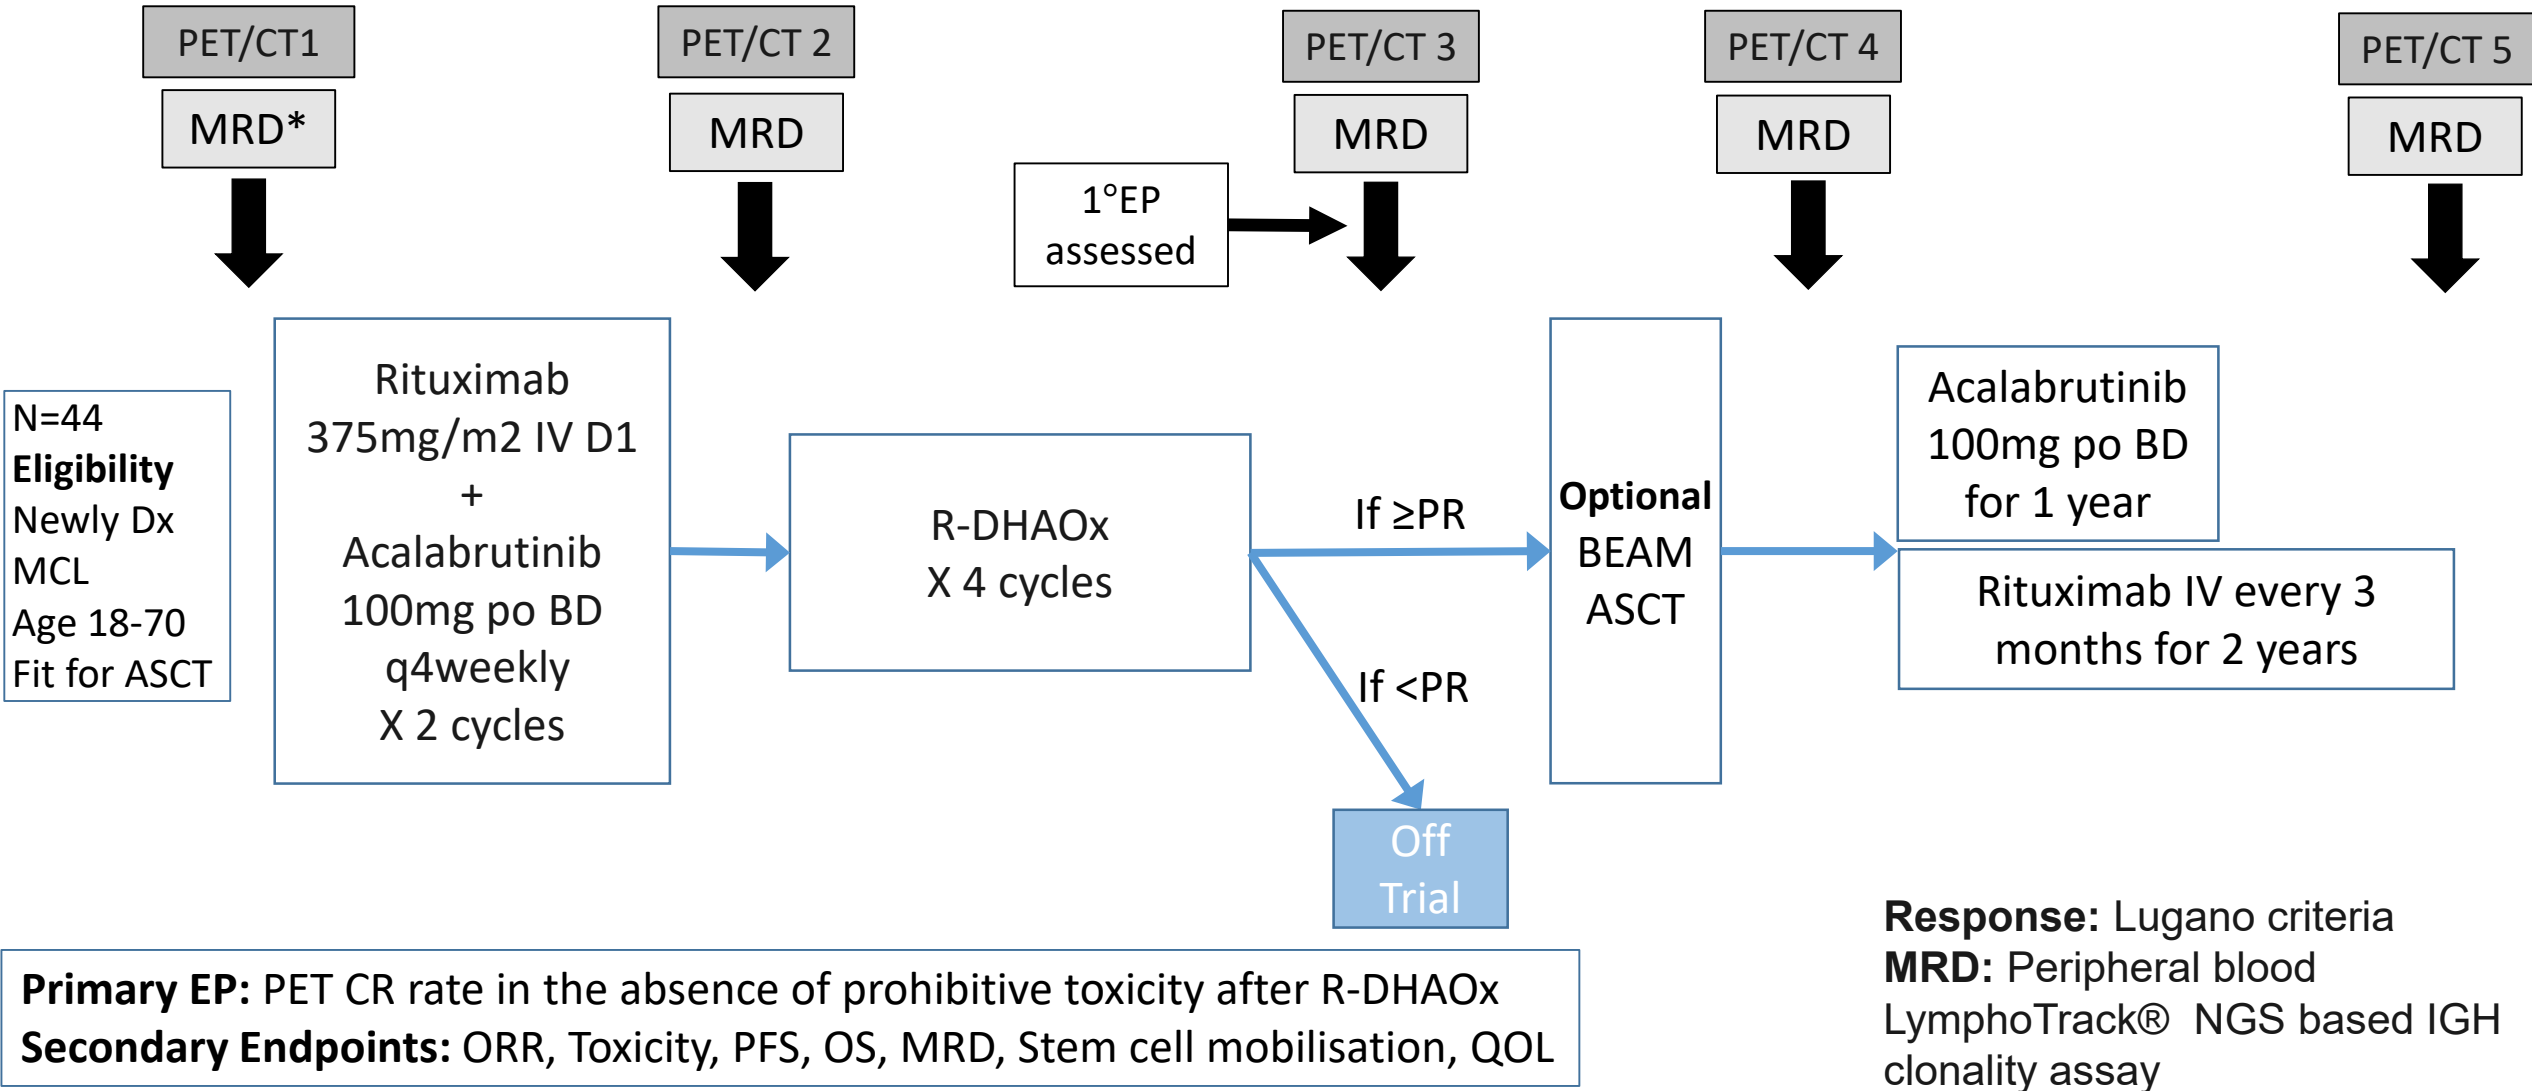 PET/CT1
MRD*
PET/CT 2
MRD
PET/CT 3
MRD
PET/CT 4
MRD
PET/CT 5
MRD
1°EP
assessed
N=44
Eligibility
Newly Dx
MCL
Age 18-70
Fit for ASCT
Rituximab
375mg/m2 IV D1
+
Acalabrutinib
100mg po BD
q4weekly
X 2 cycles
R-DHAOx
X 4 cycles
If ≥PR
If <PR
Off
Trial
Optional
BEAM
ASCT
Acalabrutinib
100mg po BD
for 1 year
Rituximab IV every 3
months for 2 years
Primary EP: PET CR rate in the absence of prohibitive toxicity after R-DHAOx
Secondary Endpoints: ORR, Toxicity, PFS, OS, MRD, Stem cell mobilisation, QOL
Response: Lugano criteria
MRD: Peripheral blood
LymphoTrack® NGS based IGH
clonality assay